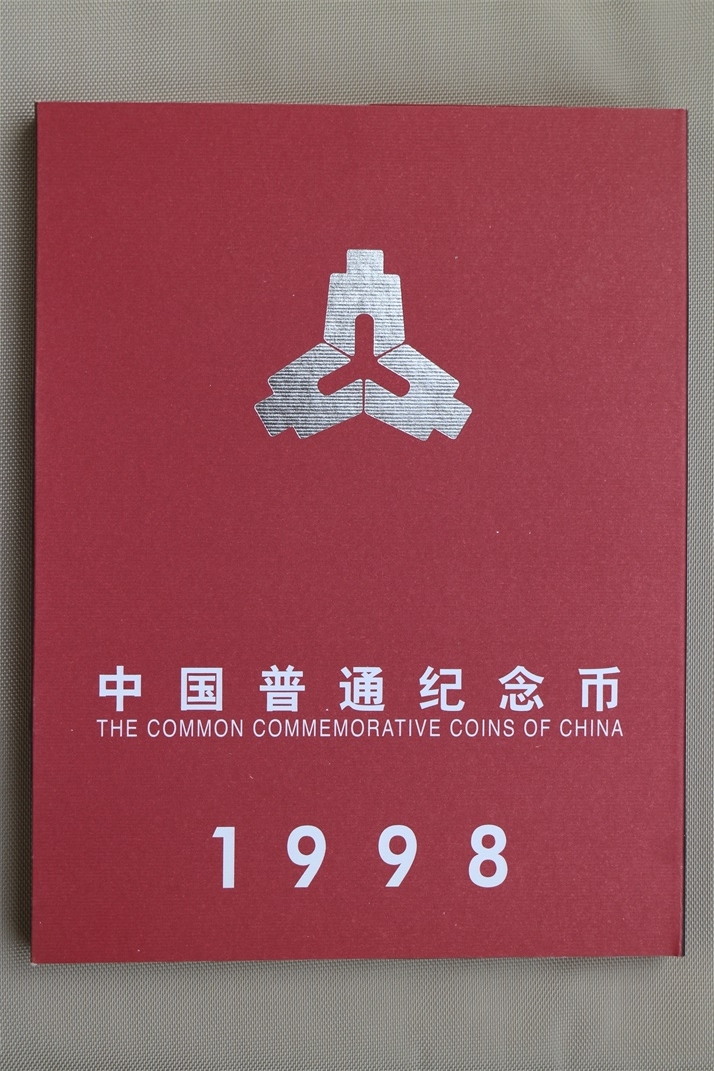 中国普通纪念币
THE COMMON COMMEMORATIVE COINS OF CHINA
1998